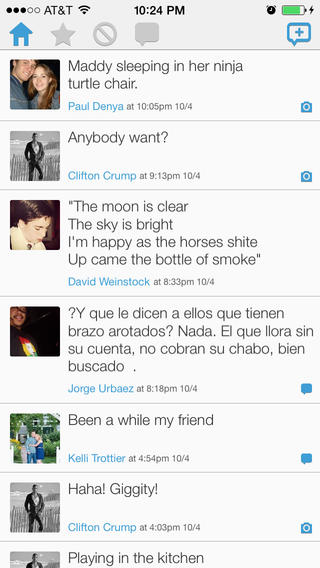 AT&T 10:24 PM
Maddy sleeping in her ninja
turtle chair.
Paul Denya at 10:05pm 10/4
Anybody want?
Clifton Crump at 9:13pm 10/4
"The moon is clear
The sky is bright
I'm happy as the horses shite
Up came the bottle of smoke"
David Weinstock at 8:33pm 10/4
?Y que le dicen a ellos que tienen
brazo arotados? Nada. El que llora sin
su cuenta, no cobran su chabo, bien
buscado .
Jorge Urbaez at 8:18pm 10/4
Been a while my friend
Kelli Trottier at 4:54pm 10/4
Haha! Giggity!
Clifton Crump at 4:03pm 10/4
Playing in the kitchen